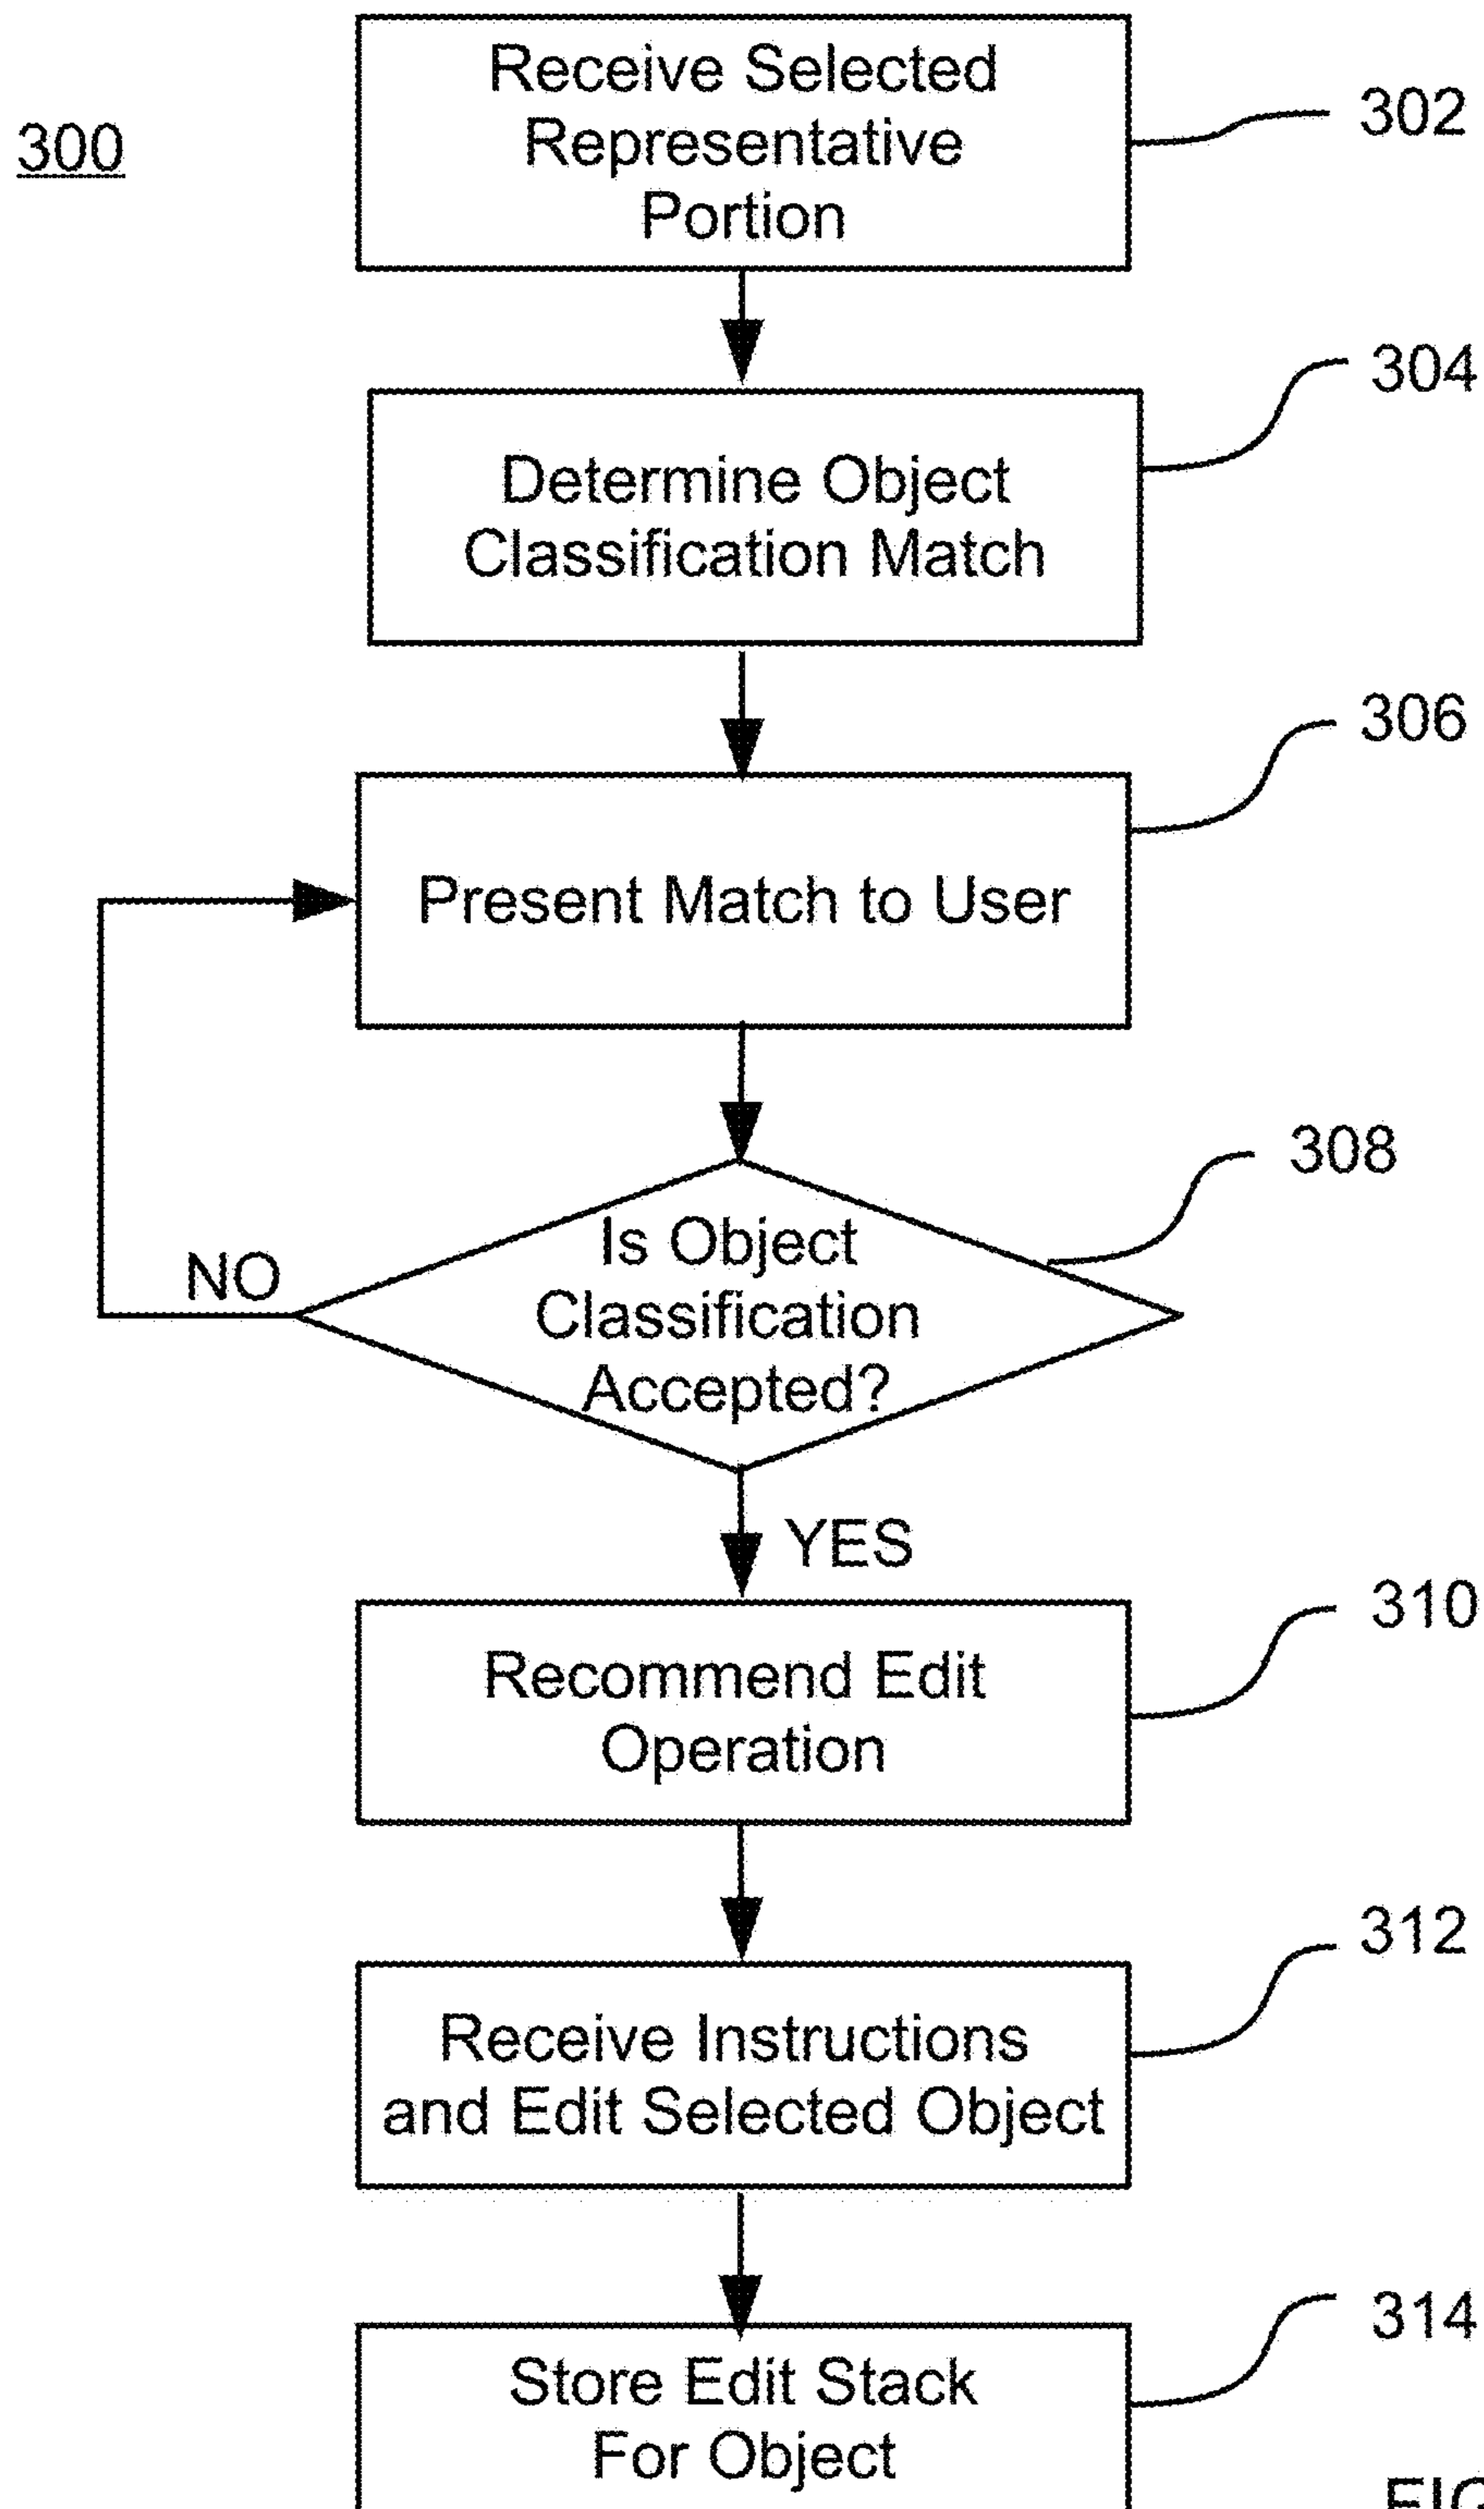 300
Receive Selected
Representative
Portion
302
Determine Object
Classification Match
304
Present Match to User
306
Is Object
Classification
Accepted?
308
NO
YES
Recommend Edit
Operation
310
Receive Instructions
and Edit Selected Object
312
Store Edit Stack
For Object
314